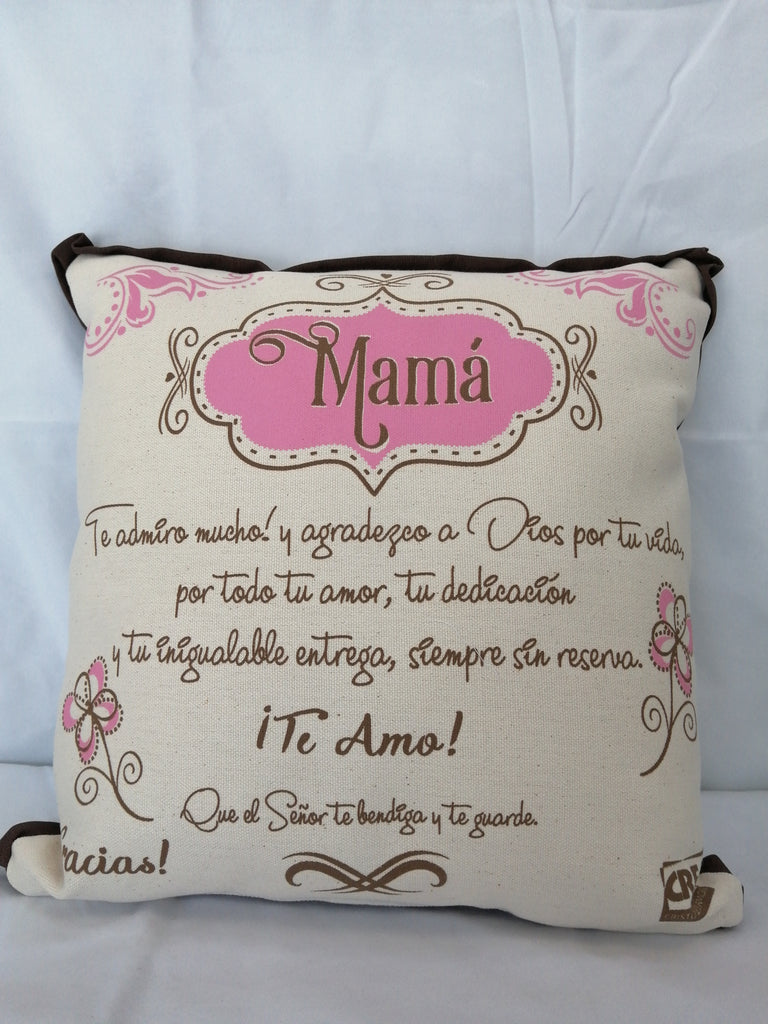 Mamá
Te admiro mucho! y agradezco a Dios por tu vida,
por todo tu amor, tu dedicación
y tu inigualable entrega, siempre sin reserva.
¡Te Amo!
Que el Señor te bendiga y te guarde.
Gracias!